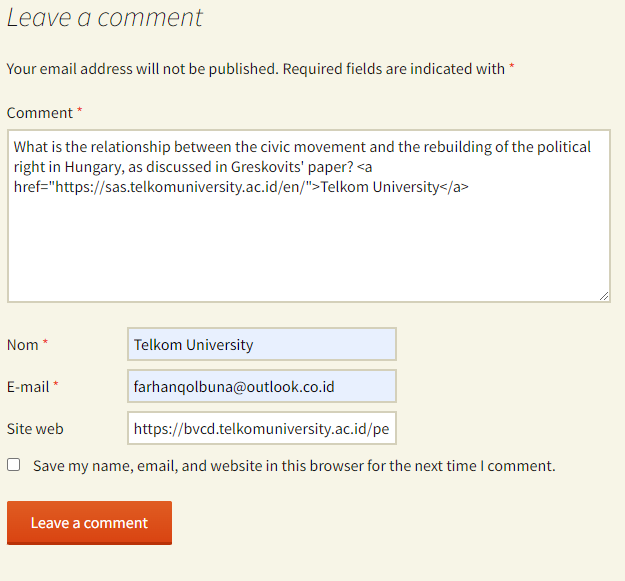 Leave a comment
Your email address will not be published. Required fields are indicated with *
Comment *
What is the relationship between the civic movement and the rebuilding of the political
right in Hungary, as discussed in Greskovits' paper? <a
href="https://sas.telkomuniversity.ac.id/en/">Telkom University</a>
Nom *
Telkom University
E-mail *
farhanqolbuna@outlook.co.id
Site web
https://bvcd.telkomuniversity.ac.id/pe
Save my name, email, and website in this browser for the next time I comment.
Leave a comment